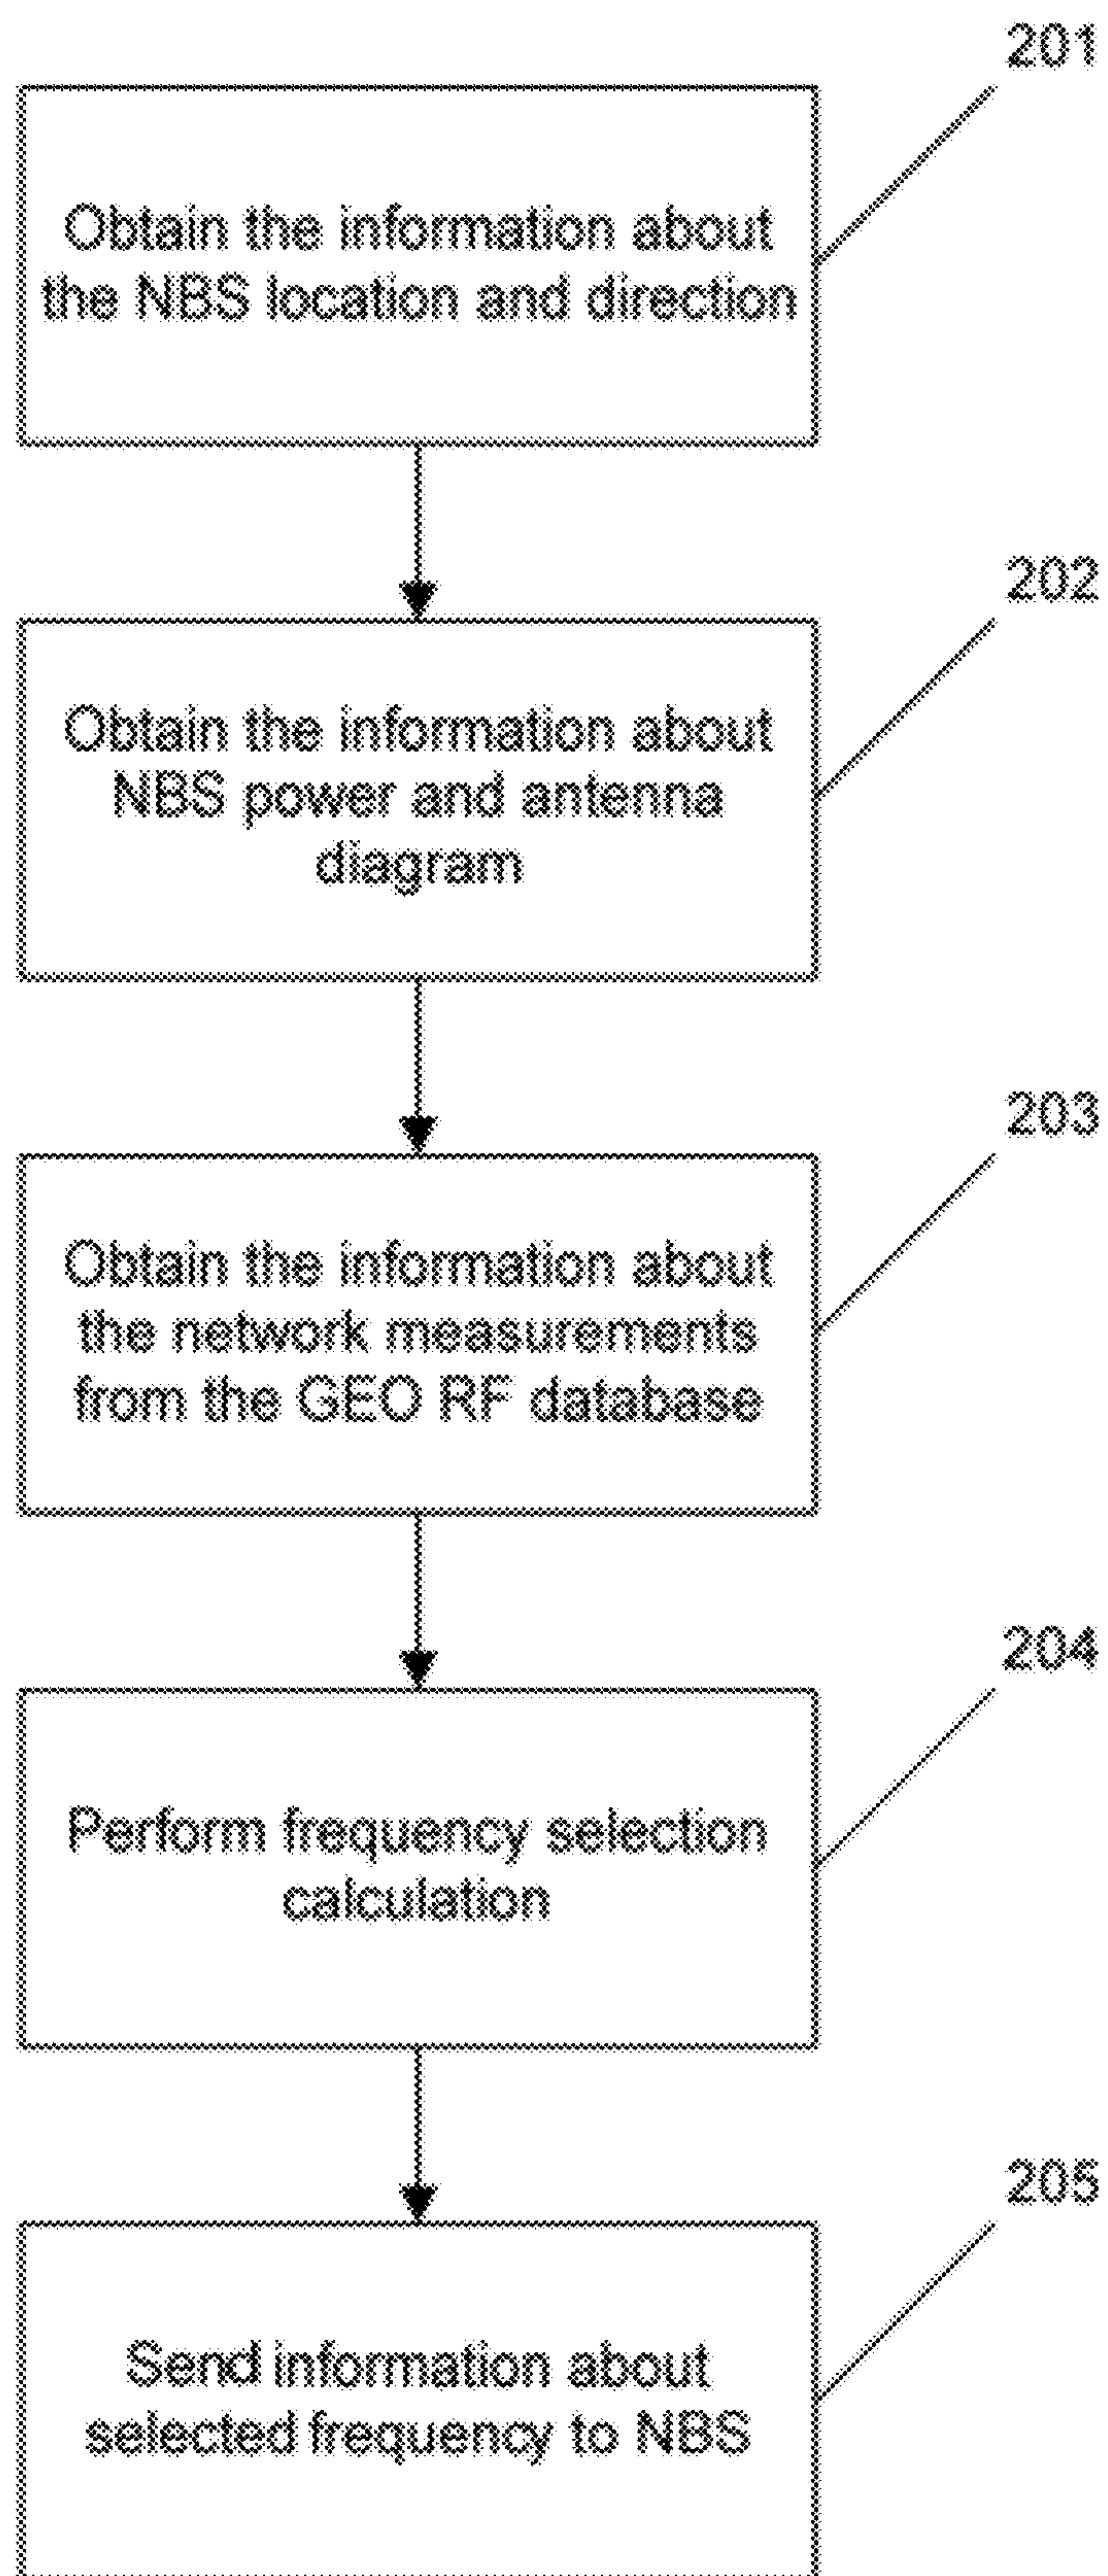 201
Obtain the information about
the NBS location and direction
202
Obtain the information about
NBS power and antenna
diagram
203
Obtain the information about
the network measurements
from the GEO RF database
204
Perform frequency selection
calculation
205
Send information about
selected frequency to NBS